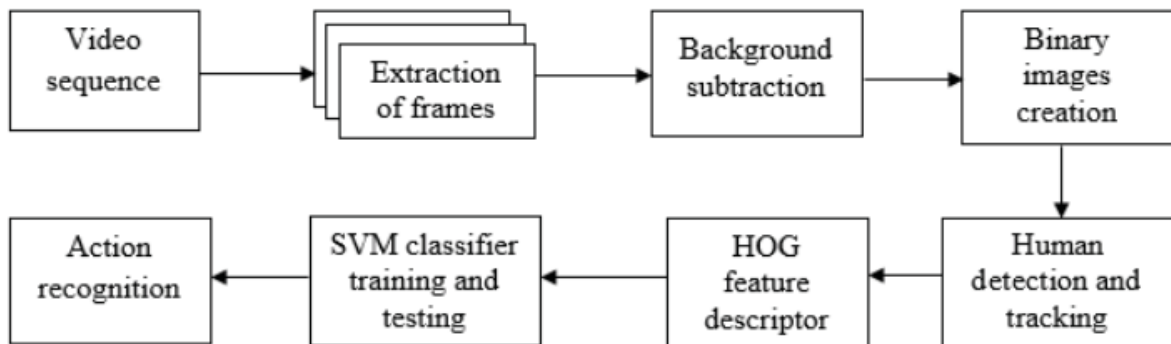 Video
sequence
Extraction
of frames
Background
subtraction
Binary
images
creation
Human
detection and
tracking
HOG
feature
descriptor
SVM classifier
training and
testing
Action
recognition